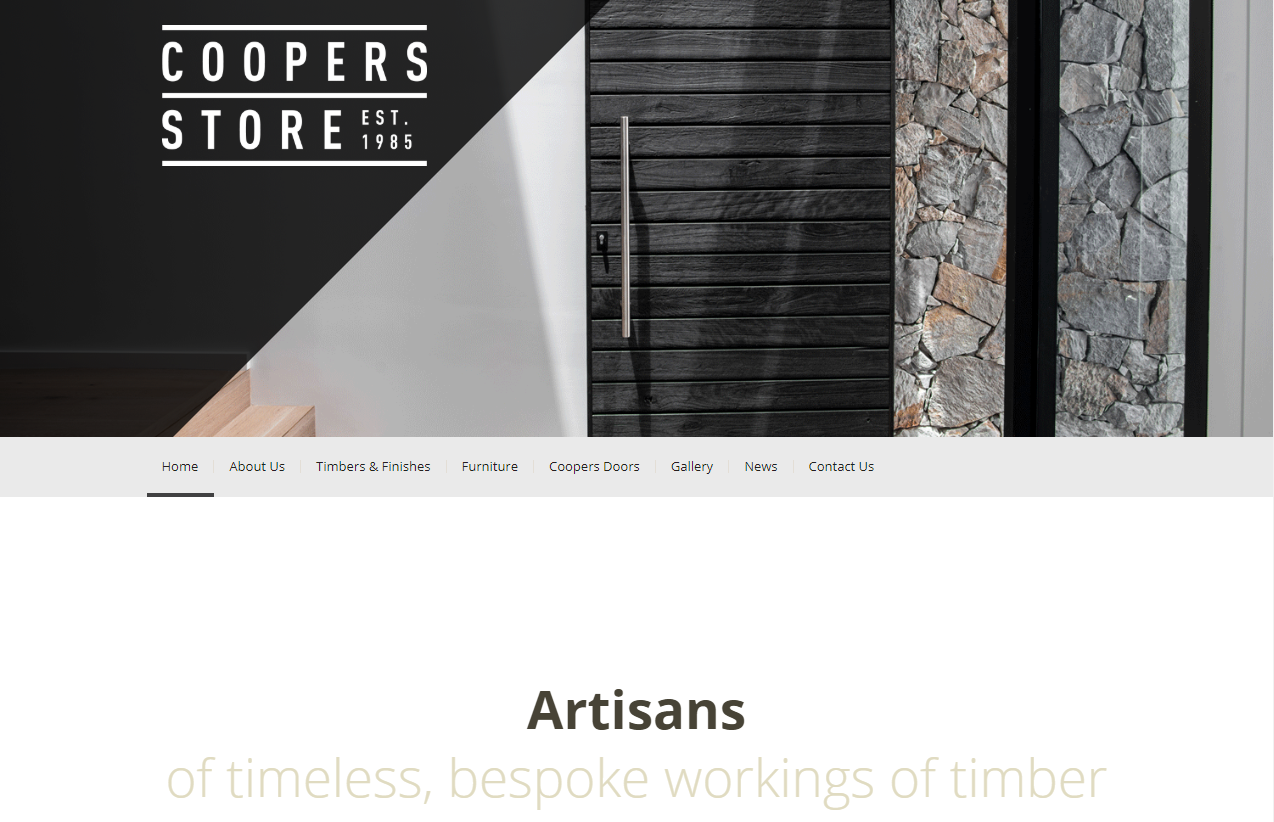 COOPERS
STORE EST.
1985
Home
About Us
Timbers & Finishes
Furniture
Coopers Doors
Gallery
News
Contact Us
Artisans
of timeless, bespoke workings of timber